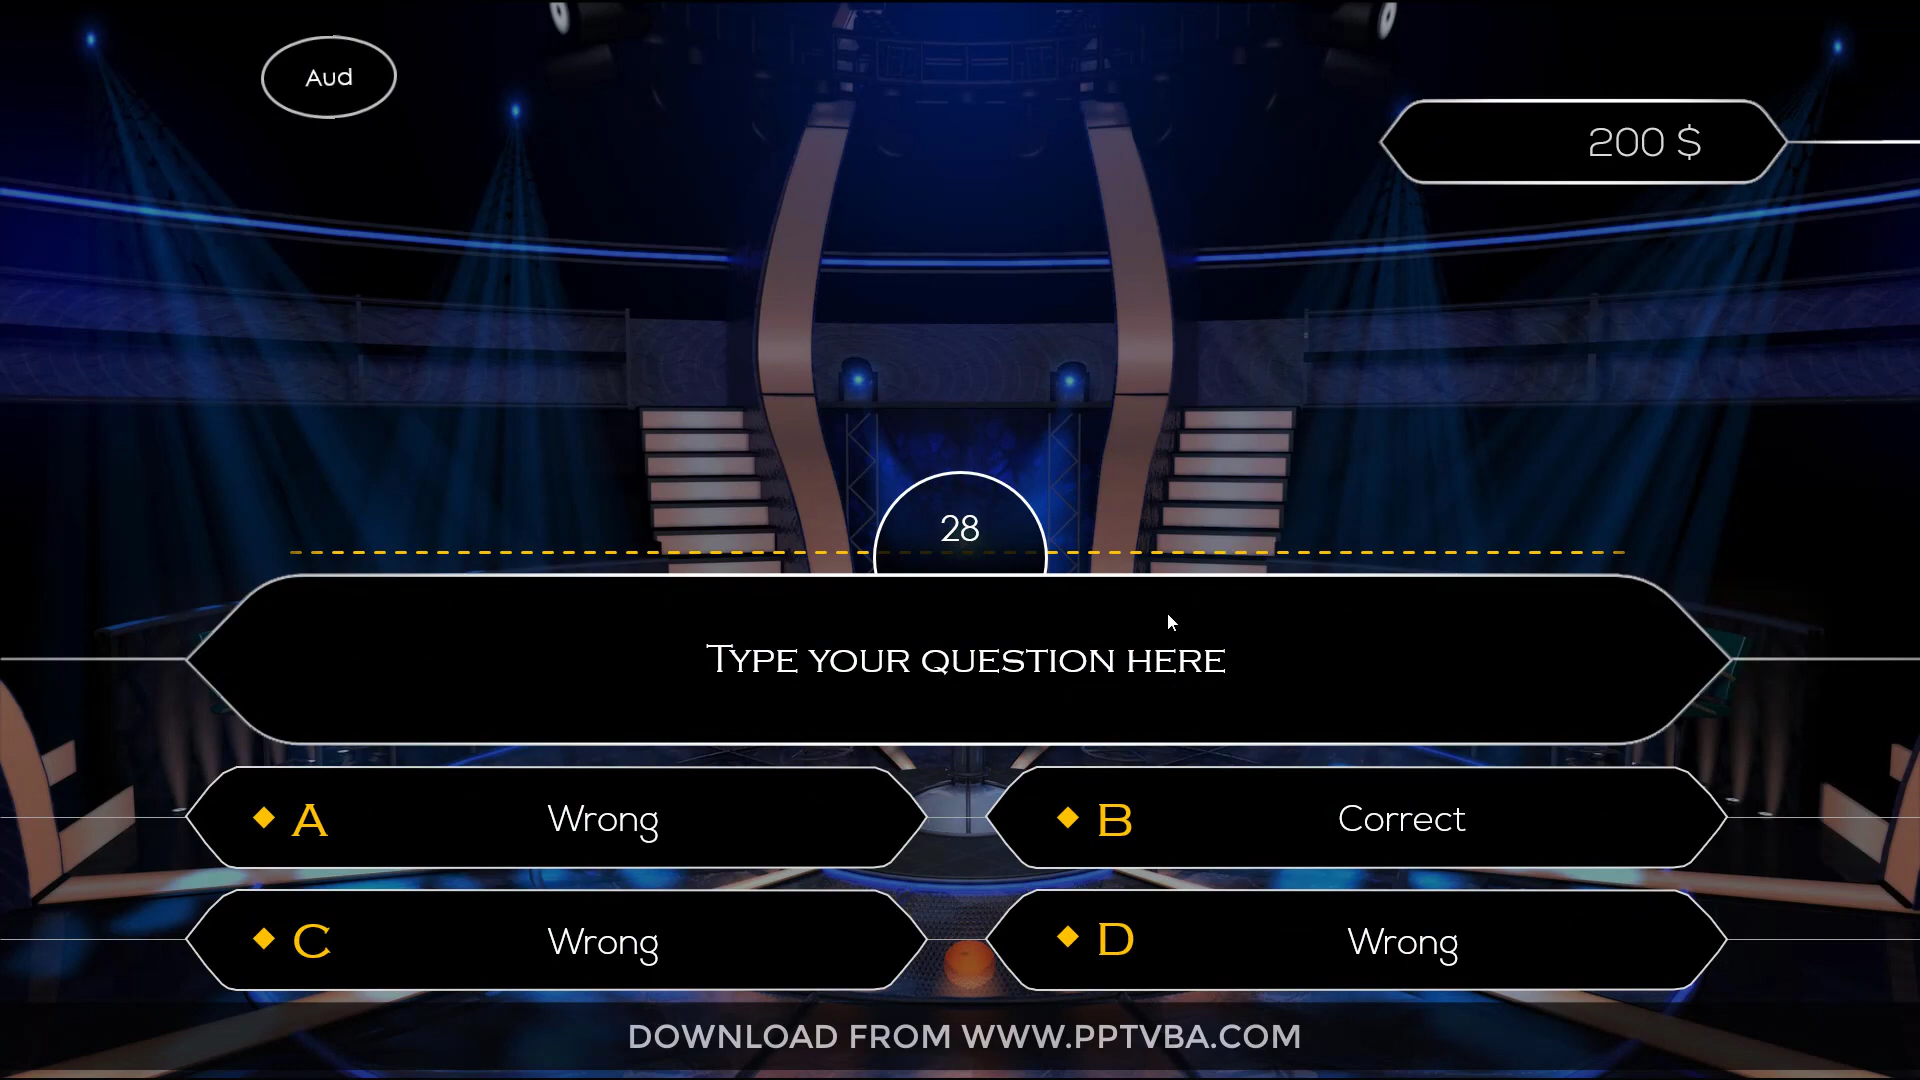 Aud
200 $
28
Type your question here
A Wrong
B Correct
C Wrong
D Wrong
DOWNLOAD FROM WWW.PPTVBA.COM